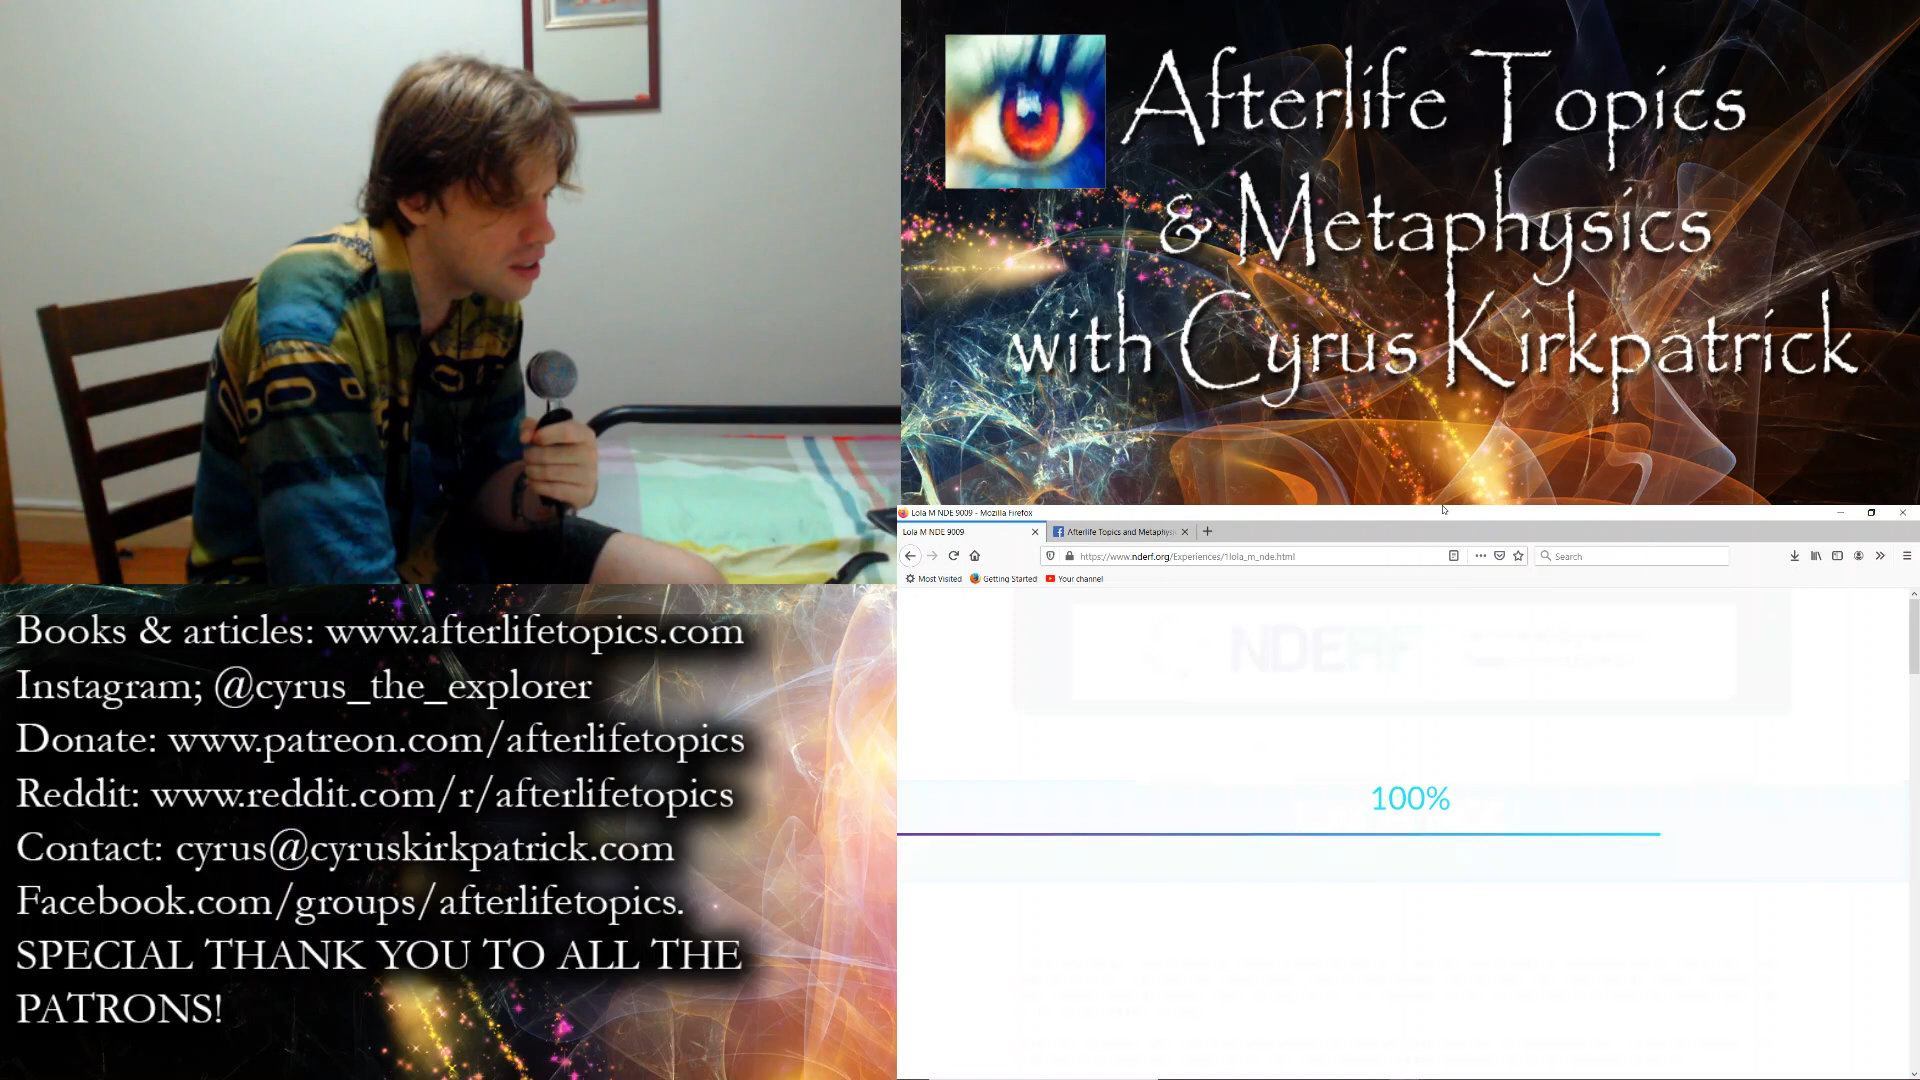 Afterlife Topics
& Metaphysics
with Cyrus Kirkpatrick
Books & articles: www.afterlifetopics.com
Instagram; @cyrus_the_explorer
Donate: www.patreon.com/afterlifetopics
Reddit: www.reddit.com/r/afterlifetopics
Contact: cyrus@cyruskirkpatrick.com
Facebook.com/groups/afterlifetopics.
SPECIAL THANK YOU TO ALL THE
PATRONS!
Lola M NDE 9009 - Mozilla Firefox
Lola M NDE 9009
Afterlife Topics and Metaphys
https://www.nderf.org/Experiences/1lola_m_nde.html
Search
Most Visited
Getting Started
Your channel
NDERF
100%